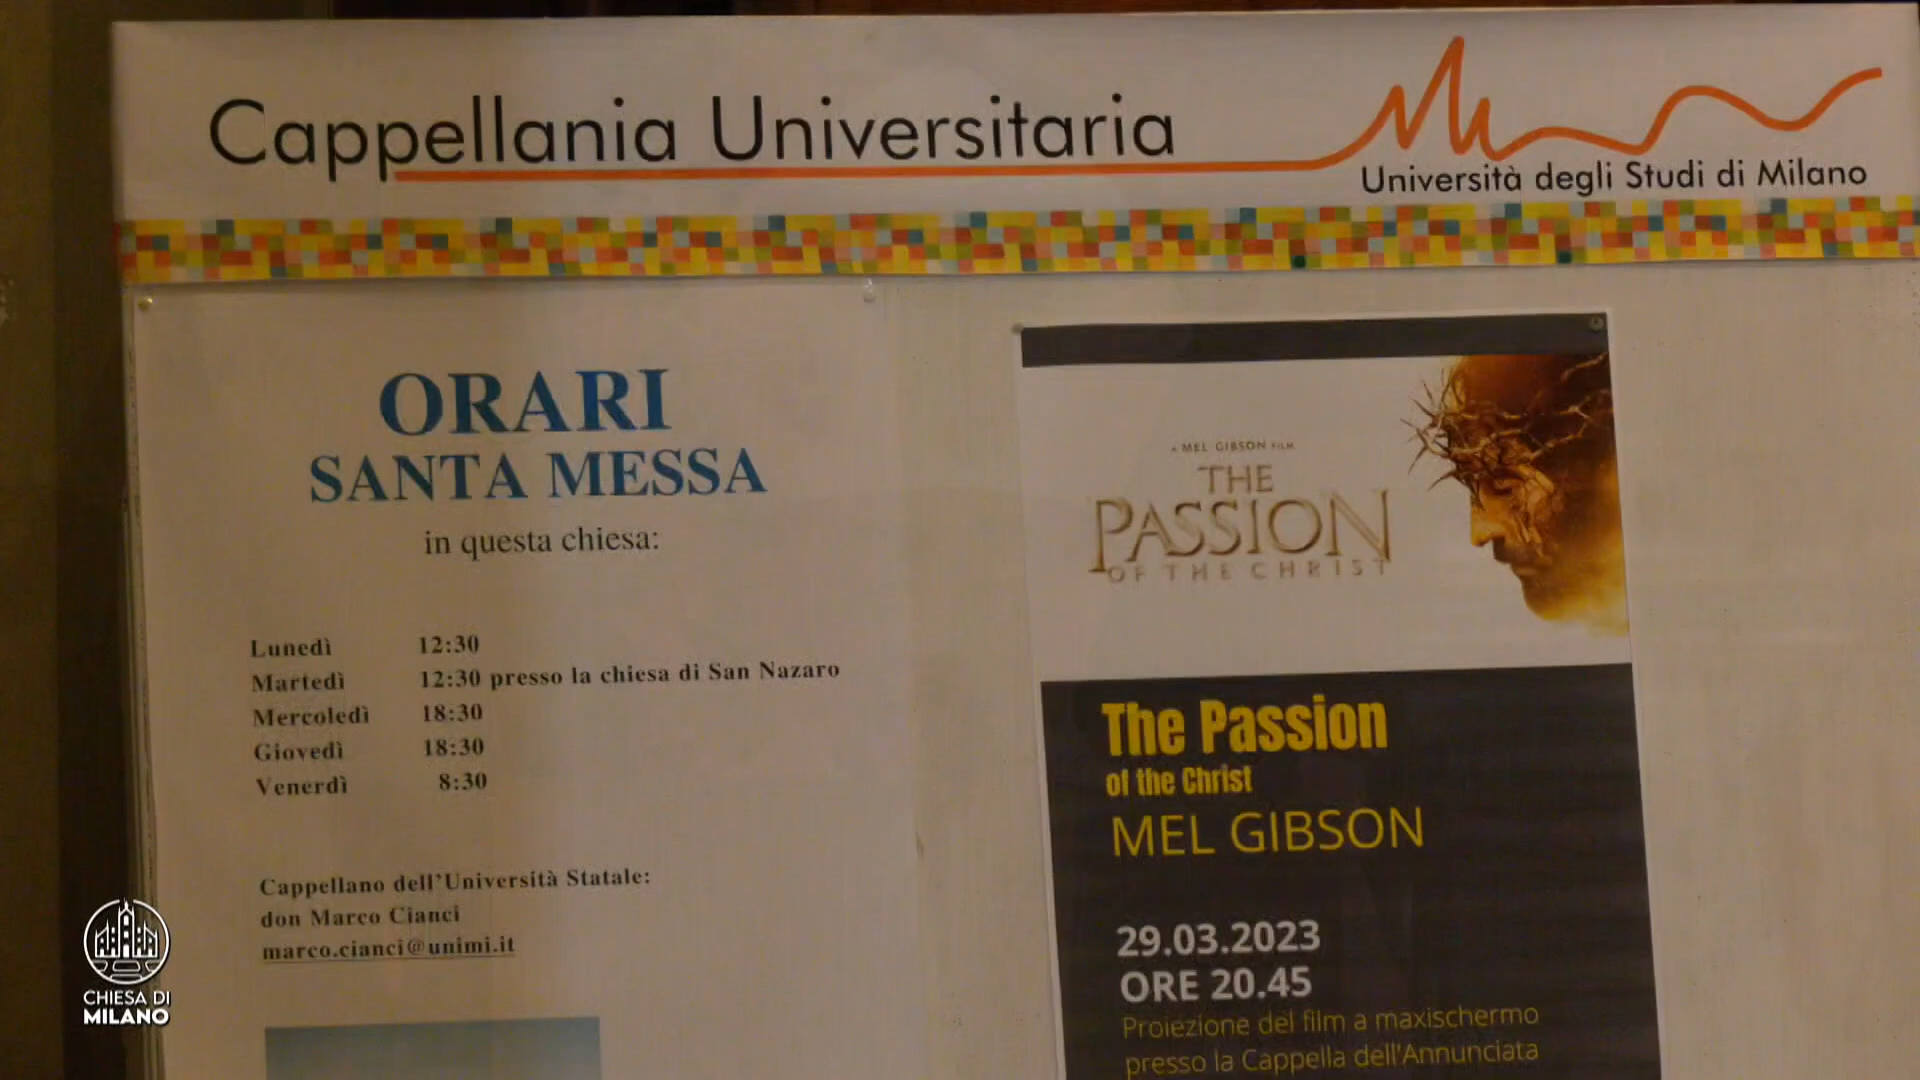 Cappellania Universitaria
Università degli Studi di Milano
ORARI
SANTA MESSA
in questa chiesa:
Lunedì 12:30
Martedì 12:30 presso la chiesa di San Nazaro
Mercoledì 18:30
Giovedì 18:30
Venerdì 8:30
Cappellano dell'Università Statale:
don Marco Cianci
marco.cianci@unimi.it
A MEL GIBSON FILM
THE
PASSION
OF THE CHRIST
The Passion
of the Christ
MEL GIBSON
29.03.2023
ORE 20.45
Proiezione del film a maxischermo
presso la Cappella dell'Annunciata
CHIESA DI
MILANO